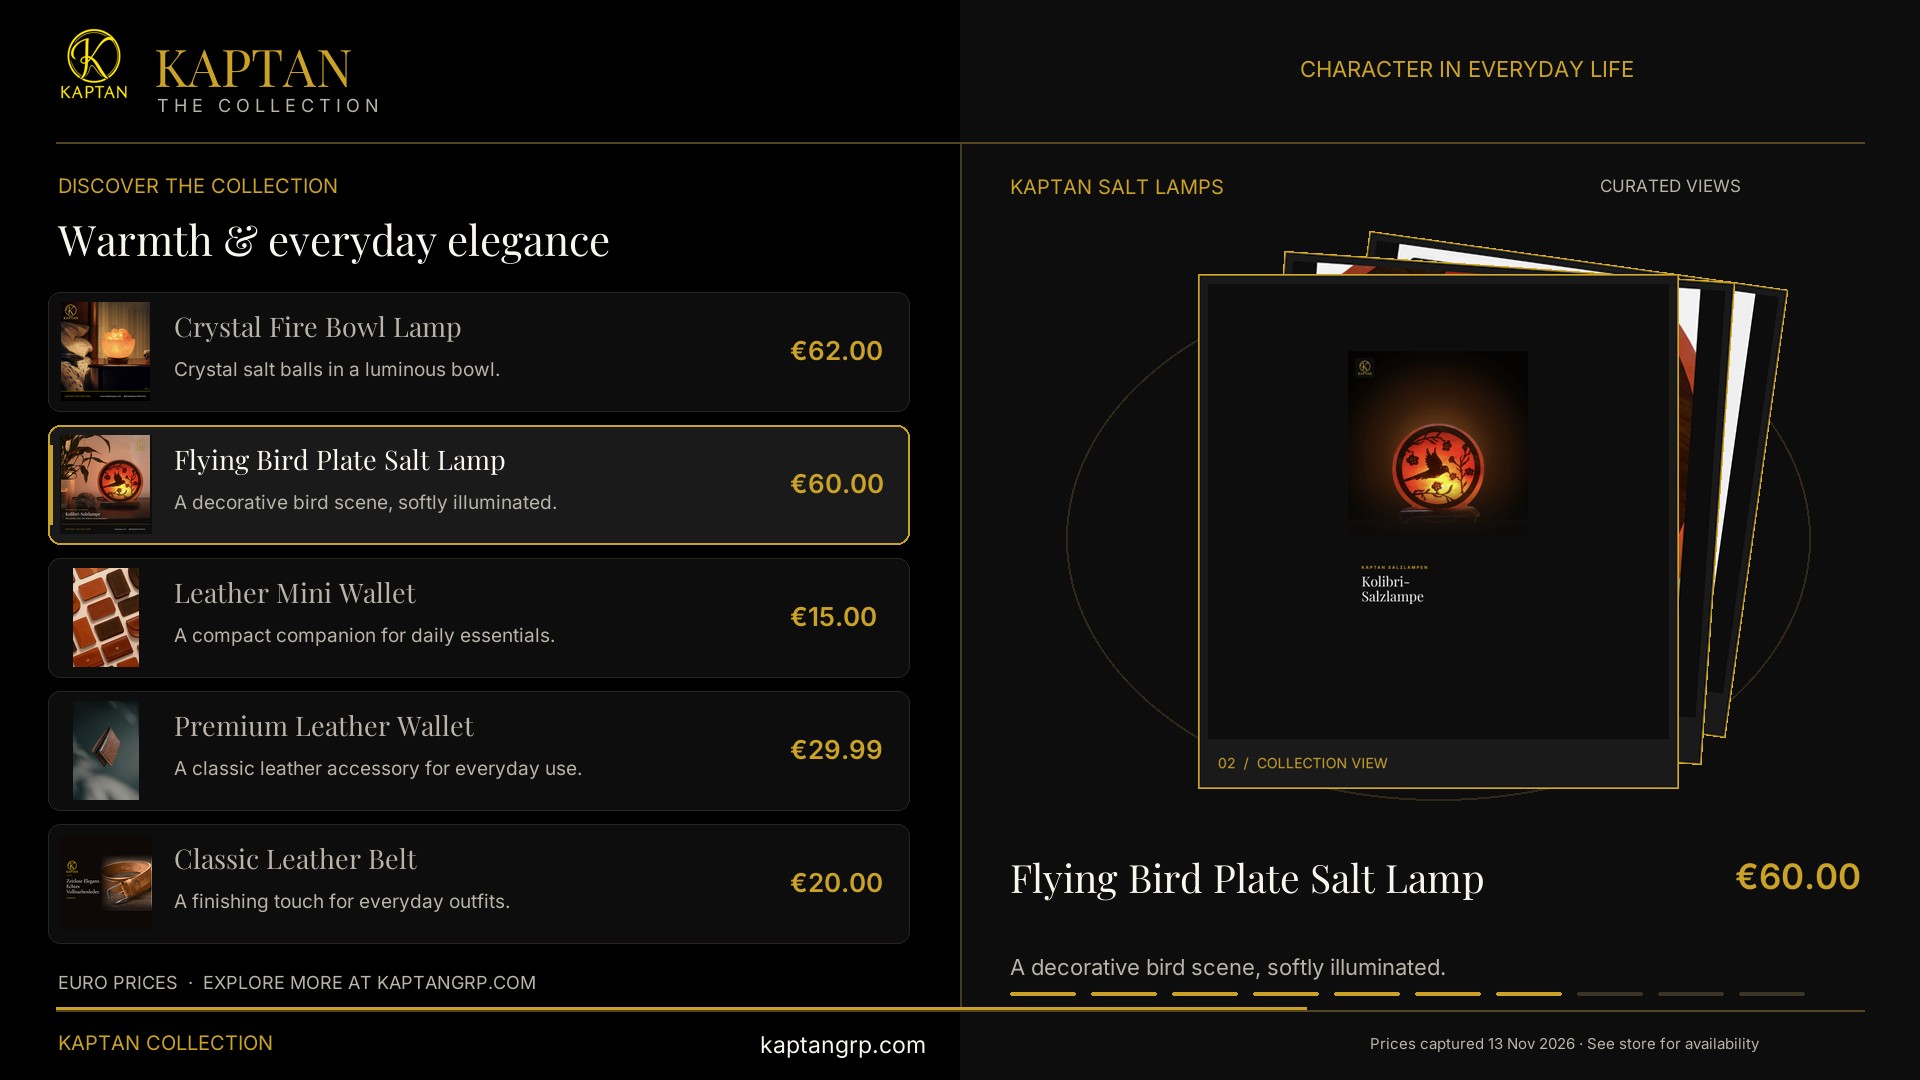 KAPTAN
KAPTAN
THE COLLECTION
CHARACTER IN EVERYDAY LIFE
DISCOVER THE COLLECTION
Warmth & everyday elegance
Crystal Fire Bowl Lamp
Crystal salt balls in a luminous bowl.
€62.00
Flying Bird Plate Salt Lamp
A decorative bird scene, softly illuminated.
€60.00
Kolibri-Salzlampe
Leather Mini Wallet
A compact companion for daily essentials.
€15.00
Premium Leather Wallet
A classic leather accessory for everyday use.
€29.99
Classic Leather Belt
A finishing touch for everyday outfits.
€20.00
EURO PRICES · EXPLORE MORE AT KAPTANGRP.COM
KAPTAN SALT LAMPS
CURATED VIEWS
KAPTAN SALZLAMPEN
Kolibri-
Salzlampe
02 / COLLECTION VIEW
Flying Bird Plate Salt Lamp
€60.00
A decorative bird scene, softly illuminated.
KAPTAN COLLECTION
kaptangrp.com
Prices captured 13 Nov 2026 · See store for availability